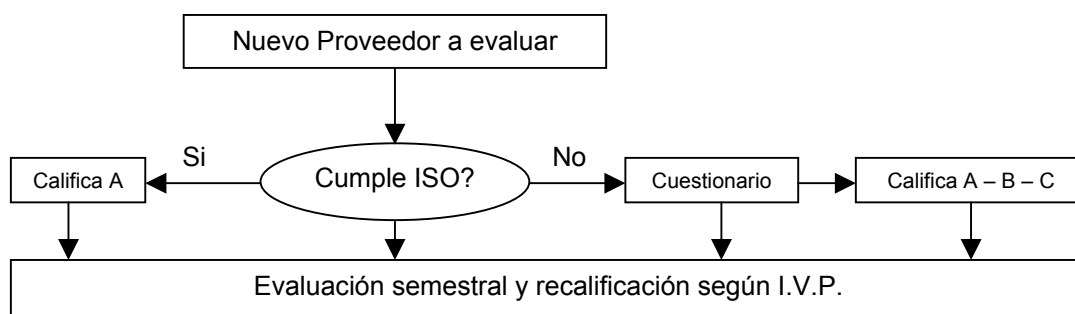 Nuevo Proveedor a evaluar
Si
No
Califica A
Cumple ISO?
Cuestionario
Califica A – B – C
Evaluación semestral y recalificación según I.V.P.